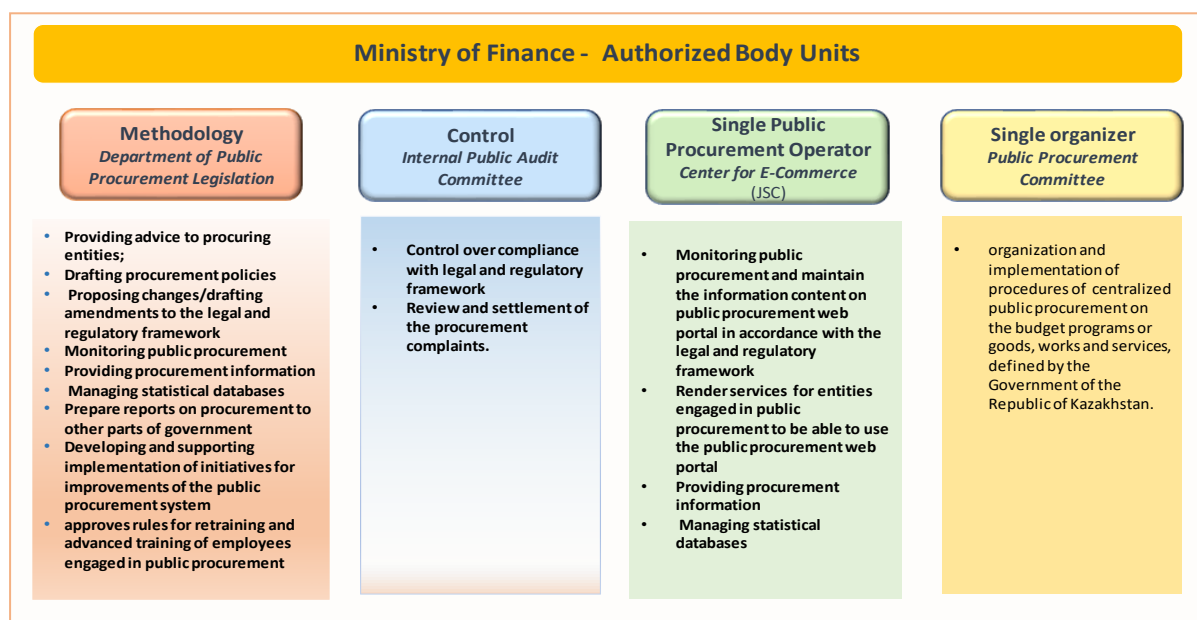 Ministry of Finance - Authorized Body Units
Methodology
Department of Public
Procurement Legislation
• Providing advice to procuring
entities;
• Drafting procurement policies
• Proposing changes/drafting
amendments to the legal and
regulatory framework
• Monitoring public procurement
• Providing procurement information
• Managing statistical databases
• Prepare reports on procurement to
other parts of government
• Developing and supporting
implementation of initiatives for
improvements of the public
procurement system
• approves rules for retraining and
advanced training of employees
engaged in public procurement
Control
Internal Public Audit
Committee
• Control over compliance
with legal and regulatory
framework
• Review and settlement of
the procurement
complaints.
Single Public
Procurement Operator
Center for E-Commerce
(JSC)
• Monitoring public
procurement and maintain
the information content on
public procurement web
portal in accordance with the
legal and regulatory
framework
• Render services for entities
engaged in public
procurement to be able to use
the public procurement web
portal
• Providing procurement
information
• Managing statistical
databases
Single organizer
Public Procurement
Committee
• organization and
implementation of
procedures of centralized
public procurement on
the budget programs or
goods, works and services,
defined by the
Government of the
Republic of Kazakhstan.